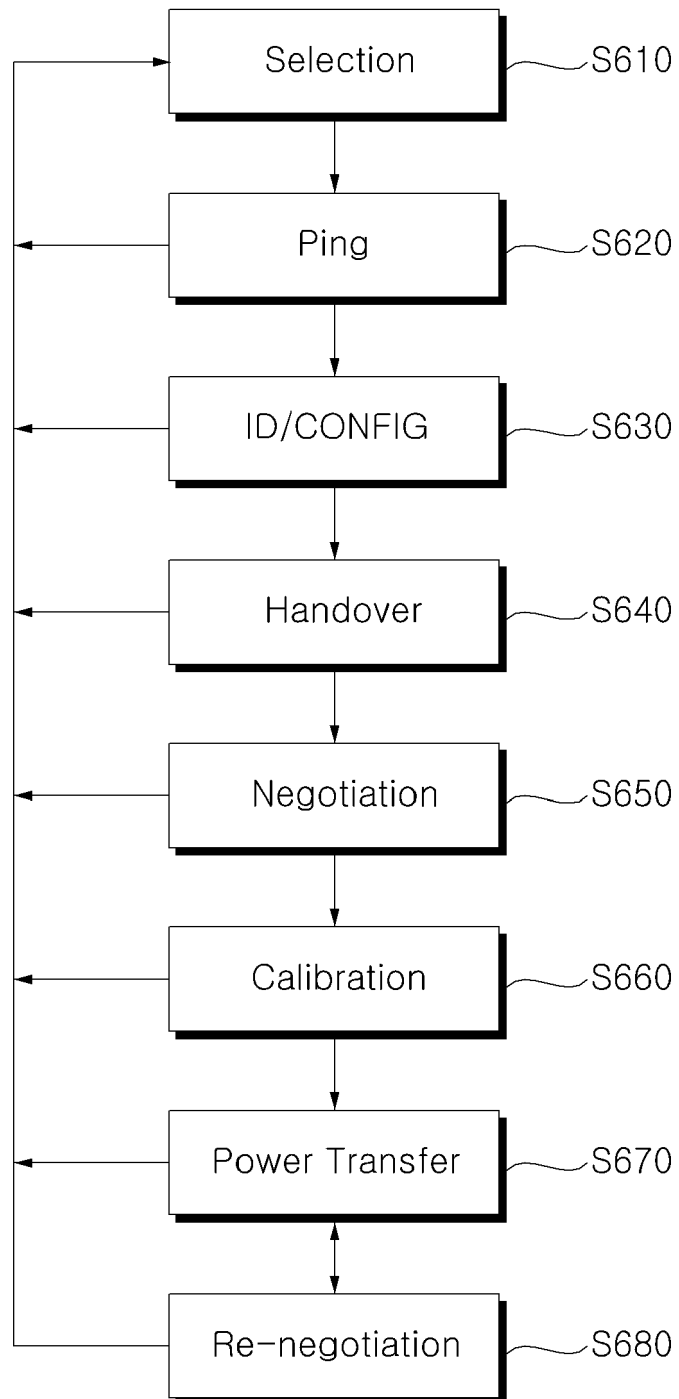 Selection
S610
Ping
S620
ID/CONFIG
S630
Handover
S640
Negotiation
S650
Calibration
S660
Power Transfer
S670
Re-negotiation
S680